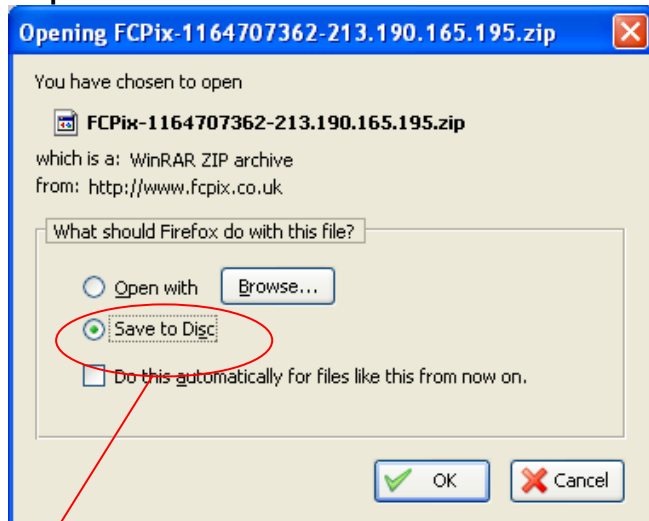 Opening FCPix-1164707362-213.190.165.195.zip
You have chosen to open
FCPix-1164707362-213.190.165.195.zip
which is a: WinRAR ZIP archive
from: http://www.fcpix.co.uk
What should Firefox do with this file?
Open with Browse...
Save to Disc
Do this automatically for files like this from now on.
OK Cancel